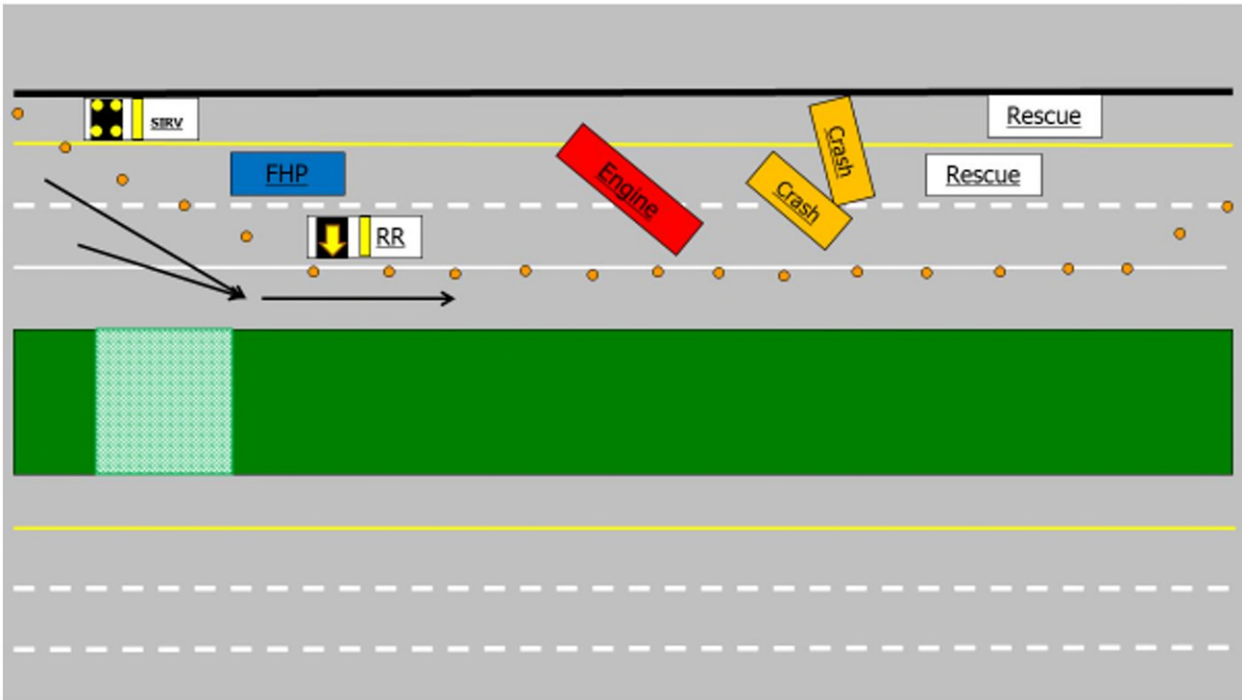 SIRV
Rescue
FHP
Engine
Crash
Crash
Rescue
RR